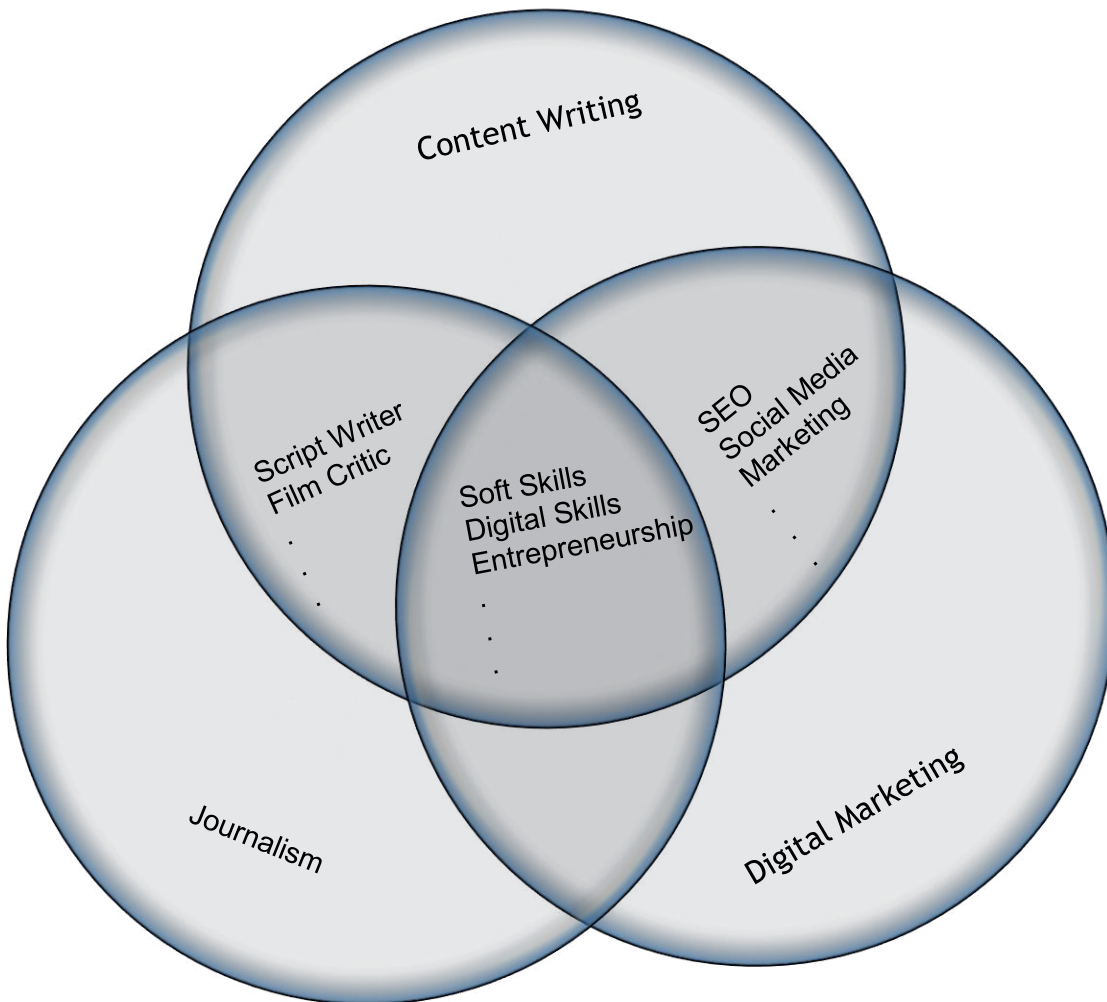 Content Writing
Script Writer
Film Critic
.
.
.
Soft Skills
Digital Skills
Entrepreneurship
.
.
.
SEO
Social Media
Marketing
.
.
.
Journalism
Digital Marketing